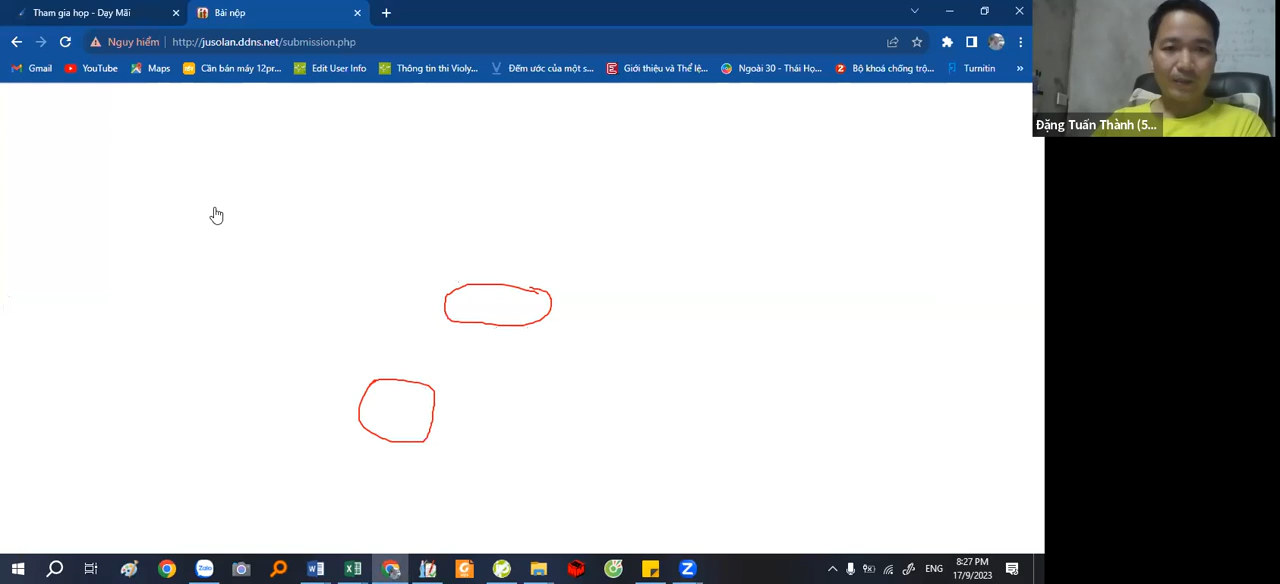 Tham gia họp - Dạy Mãi
Bài nộp
Nguy hiểm http://jusolan.ddns.net/submission.php
Gmail YouTube Maps Căn bán máy 12pr... Edit User Info Thông tin thi Violy... Đếm ước của một s... Giới thiệu và Thể lệ... Ngoài 30 - Thái Họ... Bộ khoá chống trộ... Turnitin »
Đặng Tuấn Thành (5...
Zalo
ENG
8:27 PM
17/9/2023